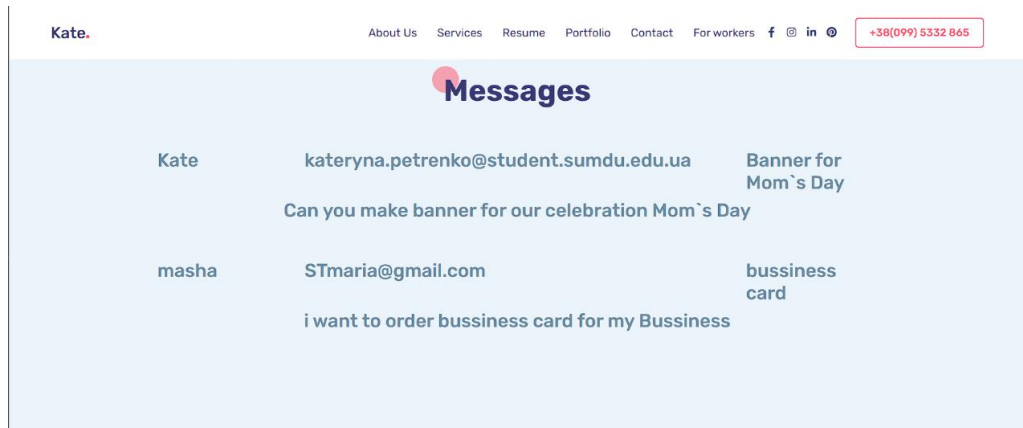 Kate.
About Us Services Resume Portfolio Contact For workers +38(099) 5332 865
Messages
Kate kateryna.petrenko@student.sumdu.edu.ua Banner for
Mom`s Day
Can you make banner for our celebration Mom`s Day
masha STmaria@gmail.com bussiness
card
i want to order bussiness card for my Bussiness